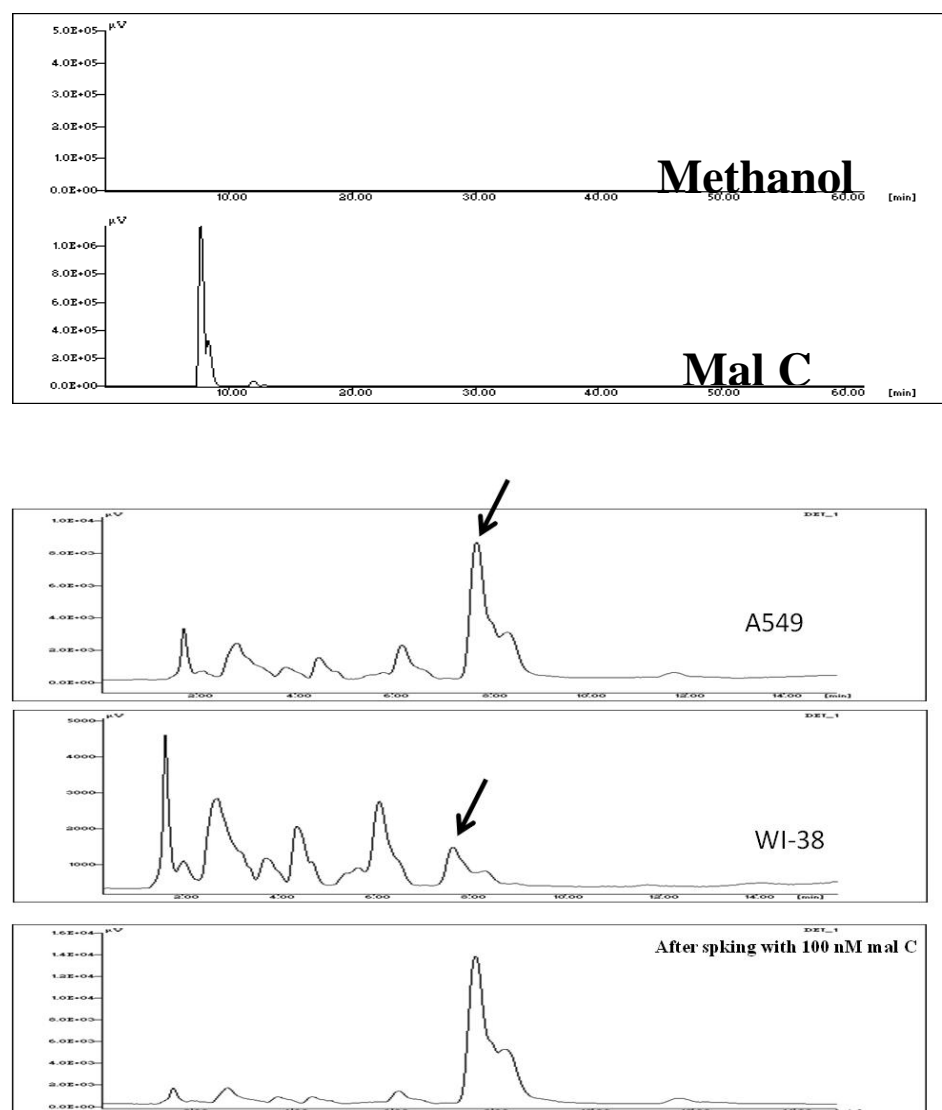 5.0E+05 µV
4.0E+05
3.0E+05
2.0E+05
1.0E+05
Methanol
0.0E+00
10.00 20.00 30.00 40.00 50.00 60.00 [min]
µV
1.0E+06
8.0E+05
6.0E+05
4.0E+05
2.0E+05
Mal C
0.0E+00
10.00 20.00 30.00 40.00 50.00 60.00 [min]
1.0E+04 µV DET_1
8.0E+03
6.0E+03
4.0E+03
A549
2.0E+03
0.0E+00
2.00 4.00 6.00 8.00 10.00 12.00 14.00 [min]
5000 µV DET_1
4000
3000
2000
WI-38
1000
2.00 4.00 6.00 8.00 10.00 12.00 14.00 [min]
1.6E+04 µV DET_1
After spking with 100 nM mal C
1.4E+04
1.2E+04
1.0E+04
8.0E+03
6.0E+03
4.0E+03
2.0E+03
0.0E+00